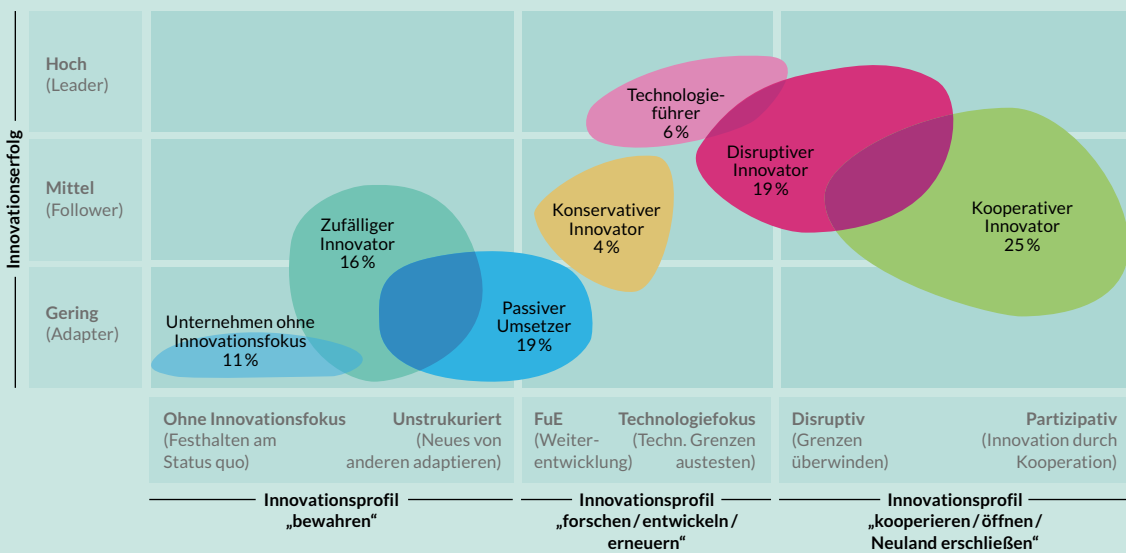 Innovationserfolg
Hoch
(Leader)
Mittel
(Follower)
Gering
(Adapter)
Technologie-
führer
6 %
Disruptiver
Innovator
19 %
Kooperativer
Innovator
25 %
Konservativer
Innovator
4 %
Zufälliger
Innovator
16 %
Passiver
Umsetzer
19 %
Unternehmen ohne
Innovationsfokus
11 %
Ohne Innovationsfokus
(Festhalten am
Status quo)
Unstrukuriert
(Neues von
anderen adaptieren)
FuE
(Weiter-
entwicklung)
Technologiefokus
(Techn. Grenzen
austesten)
Disruptiv
(Grenzen
überwinden)
Partizipativ
(Innovation durch
Kooperation)
Innovationsprofil
„bewahren“
Innovationsprofil
„forschen / entwickeln /
erneuern“
Innovationsprofil
„kooperieren / öffnen /
Neuland erschließen“